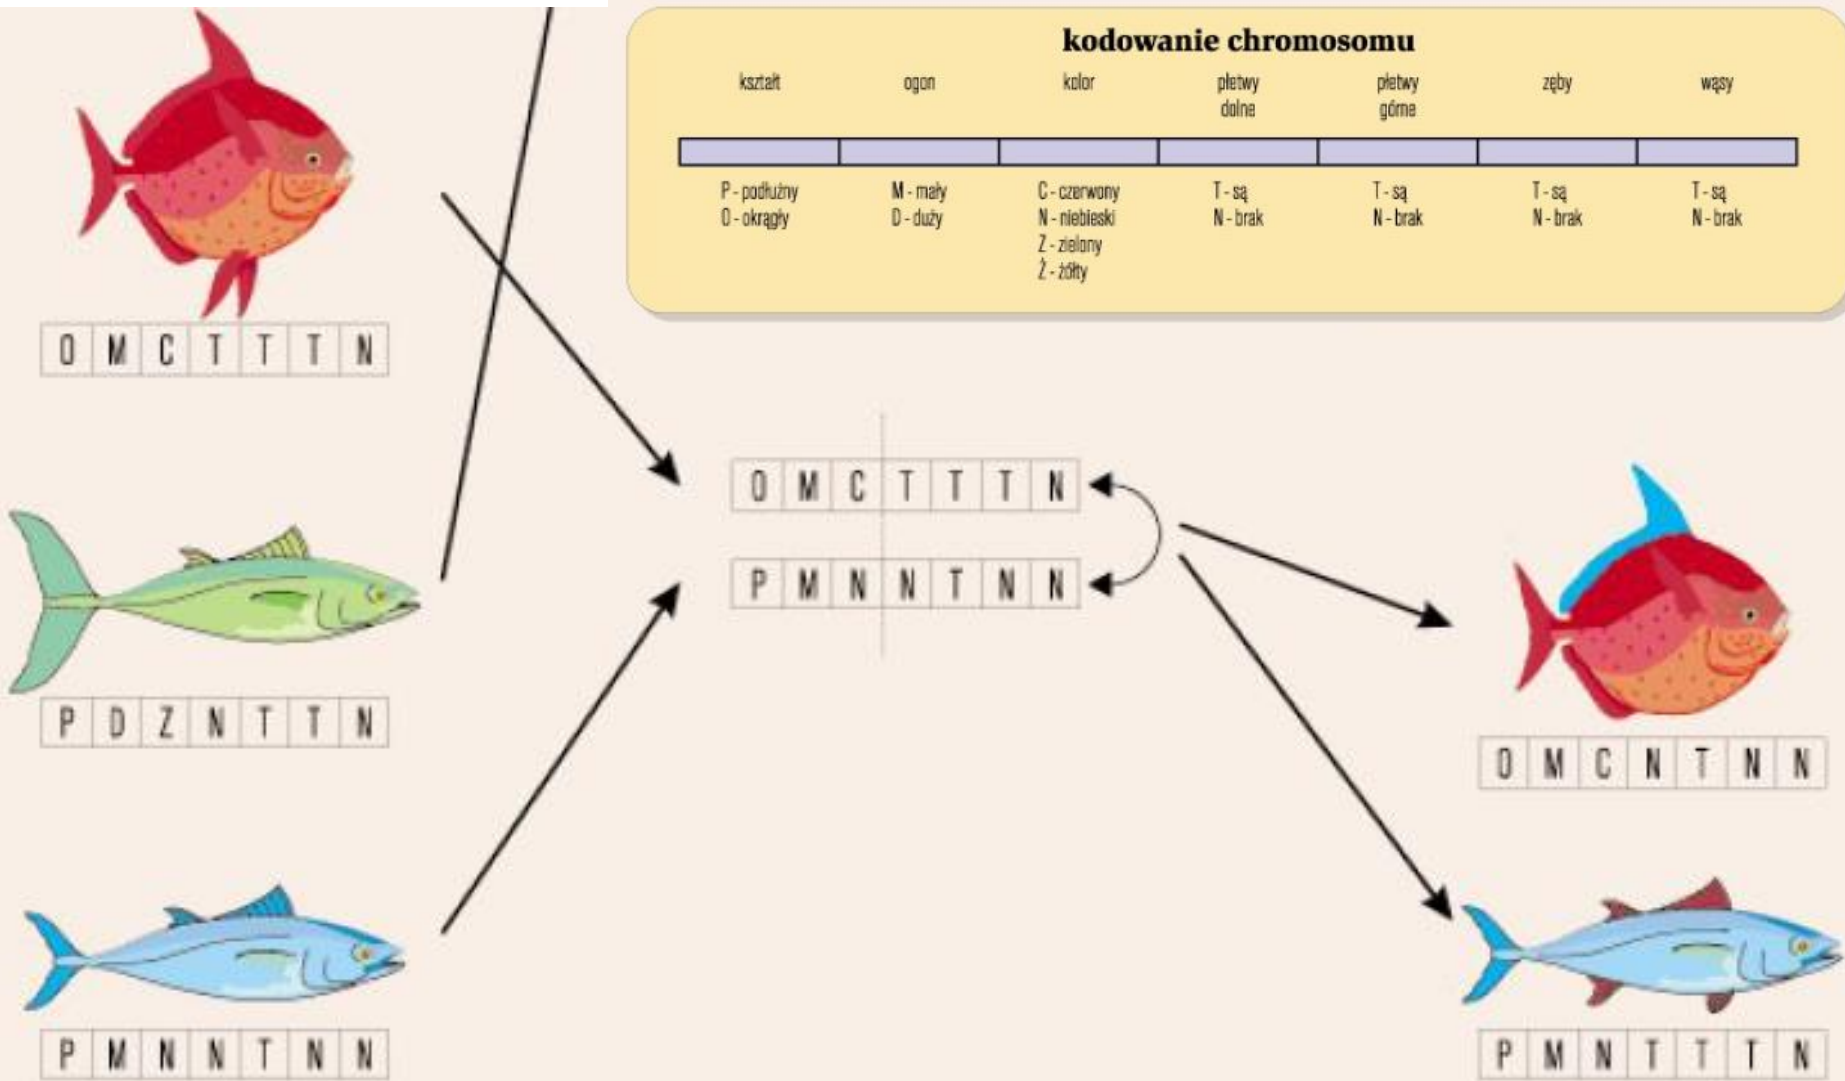 kodowanie chromosomu
kształt ogon kolor płetwy dolne płetwy górne zęby wąsy
P - podłużny M - mały C - czerwony T - są T - są T - są T - są
O - okrągły D - duży N - niebieski N - brak N - brak N - brak N - brak
Z - zielony
Ż - żółty
O M C T T T N
O M C T T T N
P M N N T N N
P D Z N T T N
O M C N T N N
P M N N T N N
P M N T T T N